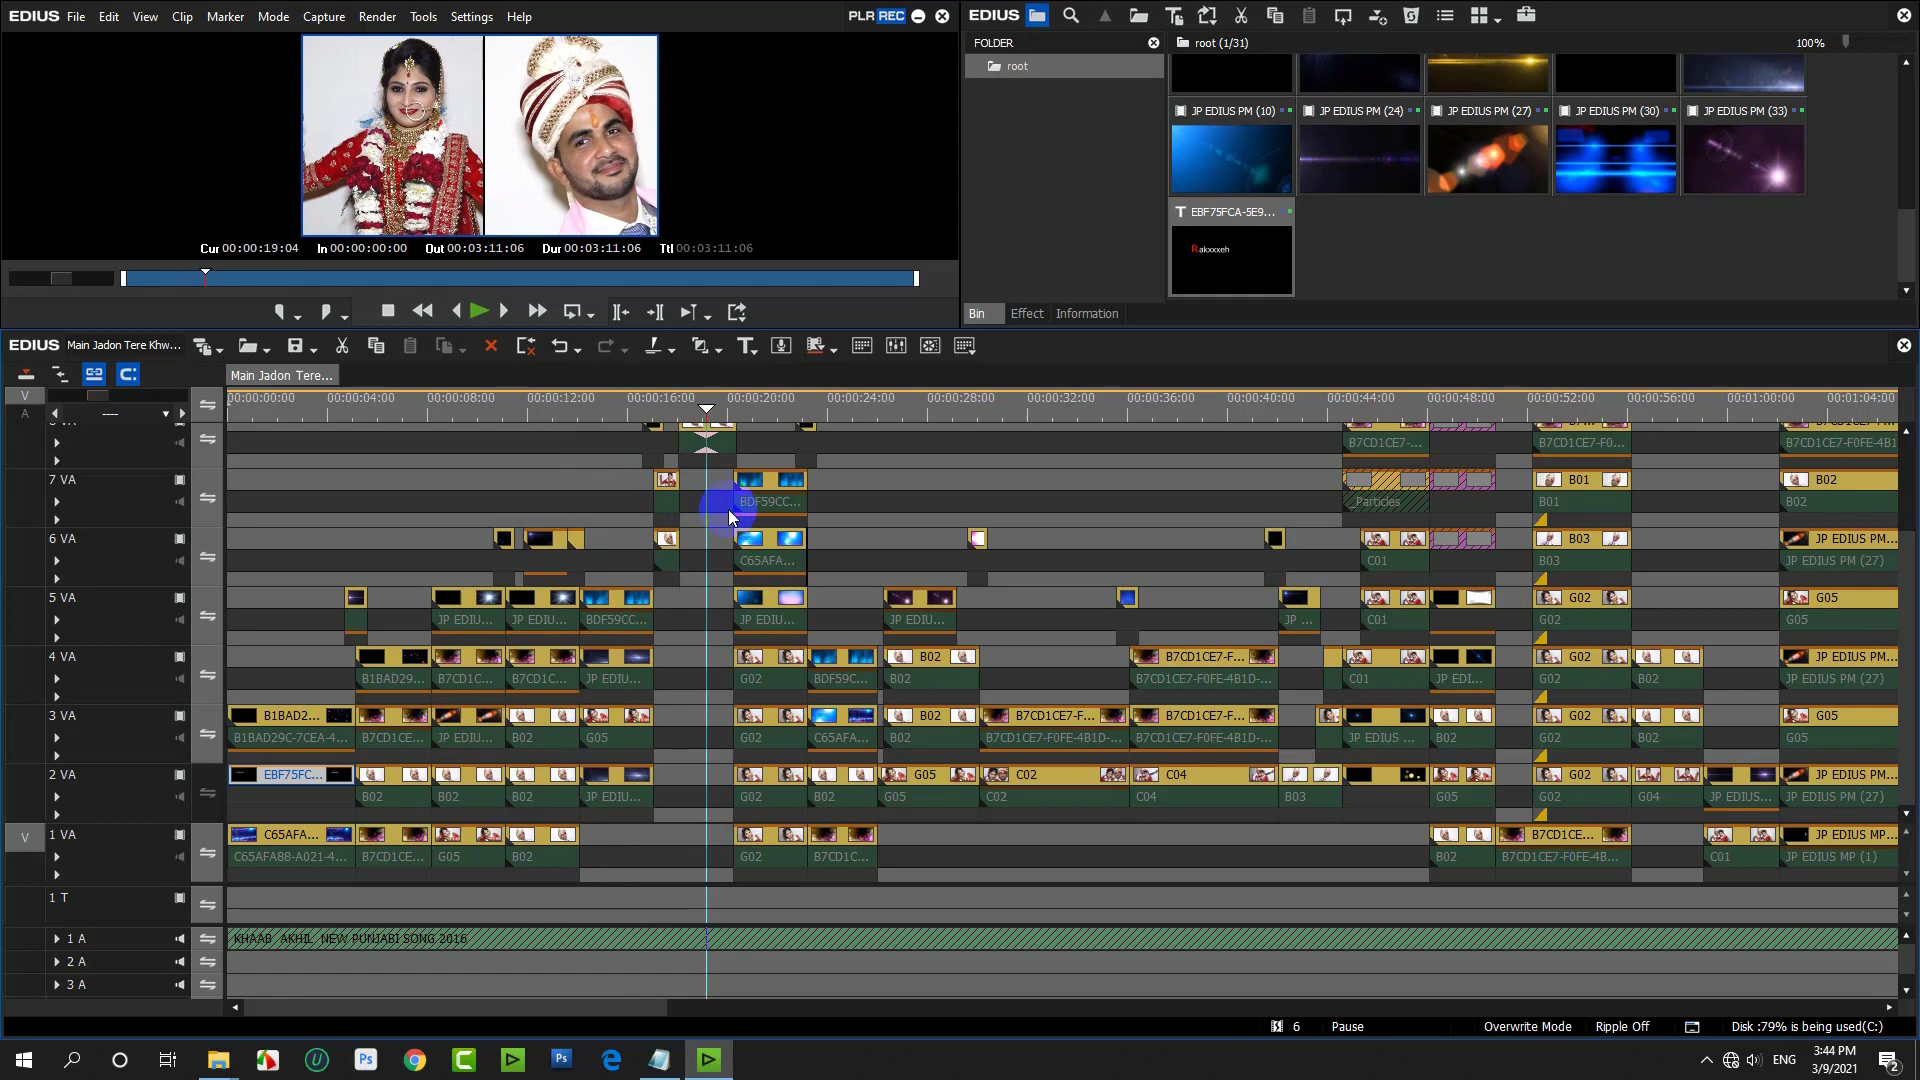 EDIUS File Edit View Clip Marker Mode Capture Render Tools Settings Help PLR REC
Cur 00:00:19:04 In 00:00:00:00 Out 00:03:11:06 Dur 00:03:11:06 Ttl 00:03:11:06
EDIUS
FOLDER
root
root (1/31) 100%
JP EDIUS PM (10) JP EDIUS PM (24) JP EDIUS PM (27) JP EDIUS PM (30) JP EDIUS PM (33)
T EBF75FCA-5E9...
Rakxxxeh
Bin Effect Information
EDIUS Main Jadon Tere Khw...
Main Jadon Tere...
V
A ----
00:00:00:00 00:00:04:00 00:00:08:00 00:00:12:00 00:00:16:00 00:00:20:00 00:00:24:00 00:00:28:00 00:00:32:00 00:00:36:00 00:00:40:00 00:00:44:00 00:00:48:00 00:00:52:00 00:00:56:00 00:01:00:00 00:01:04:00
B7CD1CE7-... B7CD1CE7-F0... B7CD1CE7-F0FE-4B1
7 VA B01 B02
BDF59CC... _Particles B01 B02
6 VA B03 JP EDIUS PM...
C65AFA... C01 B03 JP EDIUS PM (27)
5 VA G02 G05
JP EDIU... JP EDIU... BDF59CC... JP EDIU... JP EDIU... JP ... C01 G02 G05
4 VA B02 B7CD1CE7-F... G02 JP EDIUS PM...
B1BAD29... B7CD1C... B7CD1C... JP EDIU... G02 BDF59C... B02 B7CD1CE7-F0FE-4B1D-... C01 JP EDI... G02 B02 JP EDIUS PM (27)
3 VA B1BAD2... B02 B7CD1CE7-F... B7CD1CE7-F... G02 G05
B1BAD29C-7CEA-4... B7CD1CE... JP EDIU... B02 G05 G02 C65AFA... B02 B7CD1CE7-F0FE-4B1D-... B7CD1CE7-F0FE-4B1D-... JP EDIUS ... B02 G02 B02 G05
2 VA EBF75FC... G05 C02 C04 G02 JP EDIUS PM...
B02 B02 B02 JP EDIU... G02 B02 G05 C02 C04 B03 G05 G02 G04 JP EDIUS... JP EDIUS PM (27)
V 1 VA C65AFA... B7CD1CE... JP EDIUS MP...
C65AFA88-A021-4... B7CD1CE... G05 B02 G02 B7CD1C... B02 B7CD1CE7-F0FE-4B... C01 JP EDIUS MP (1)
1 T
1 A KHAAB AKHIL NEW PUNJABI SONG 2016
2 A
3 A
6 Pause Overwrite Mode Ripple Off Disk :79% is being used(C:)
ENG 3:44 PM
3/9/2021 2